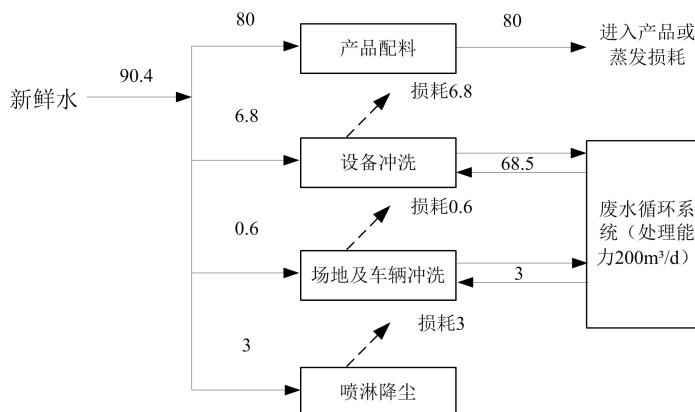 80
产品配料
80
进入产品或
蒸发损耗
90.4
新鲜水
损耗6.8
6.8
设备冲洗
68.5
损耗0.6
0.6
场地及车辆冲洗
3
废水循环系
统（处理能
力200m³/d）
损耗3
3
喷淋降尘